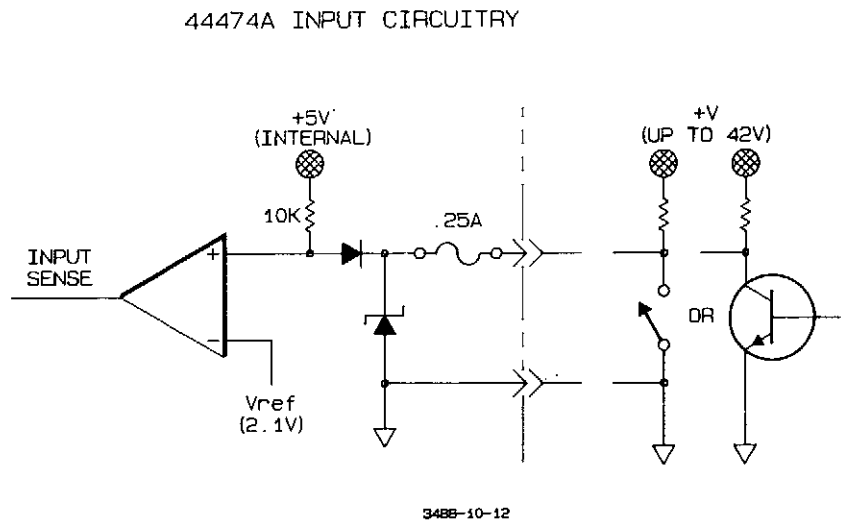 44474A INPUT CIRCUITRY
+5V
(INTERNAL)
+V
(UP TO 42V)
10K
.25A
INPUT
SENSE
+
−
OR
Vref
(2.1V)
3488-10-12